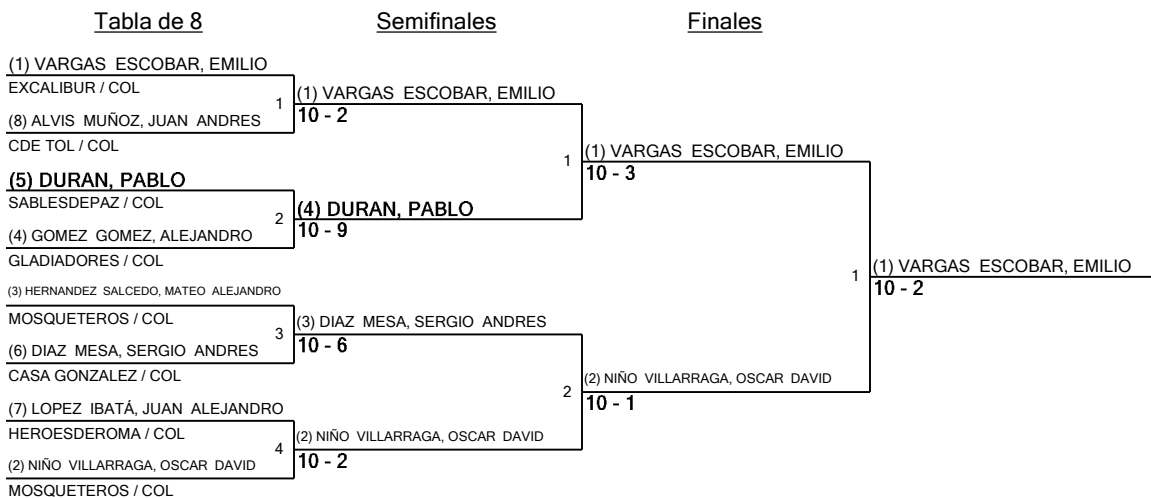 Tabla de 8
Semifinales
Finales
(1) VARGAS ESCOBAR, EMILIO
EXCALIBUR / COL
1
(8) ALVIS MUÑOZ, JUAN ANDRES
CDE TOL / COL
(5) DURAN, PABLO
SABLESDEPAZ / COL
2
(4) GOMEZ GOMEZ, ALEJANDRO
GLADIADORES / COL
(3) HERNANDEZ SALCEDO, MATEO ALEJANDRO
MOSQUETEROS / COL
3
(6) DIAZ MESA, SERGIO ANDRES
CASA GONZALEZ / COL
(7) LOPEZ IBATÁ, JUAN ALEJANDRO
HEROESDEROMA / COL
4
(2) NIÑO VILLARRAGA, OSCAR DAVID
MOSQUETEROS / COL
(1) VARGAS ESCOBAR, EMILIO
10 - 2
1
(4) DURAN, PABLO
10 - 9
(3) DIAZ MESA, SERGIO ANDRES
10 - 6
2
(2) NIÑO VILLARRAGA, OSCAR DAVID
10 - 2
(1) VARGAS ESCOBAR, EMILIO
10 - 3
1
(2) NIÑO VILLARRAGA, OSCAR DAVID
10 - 1
(1) VARGAS ESCOBAR, EMILIO
10 - 2